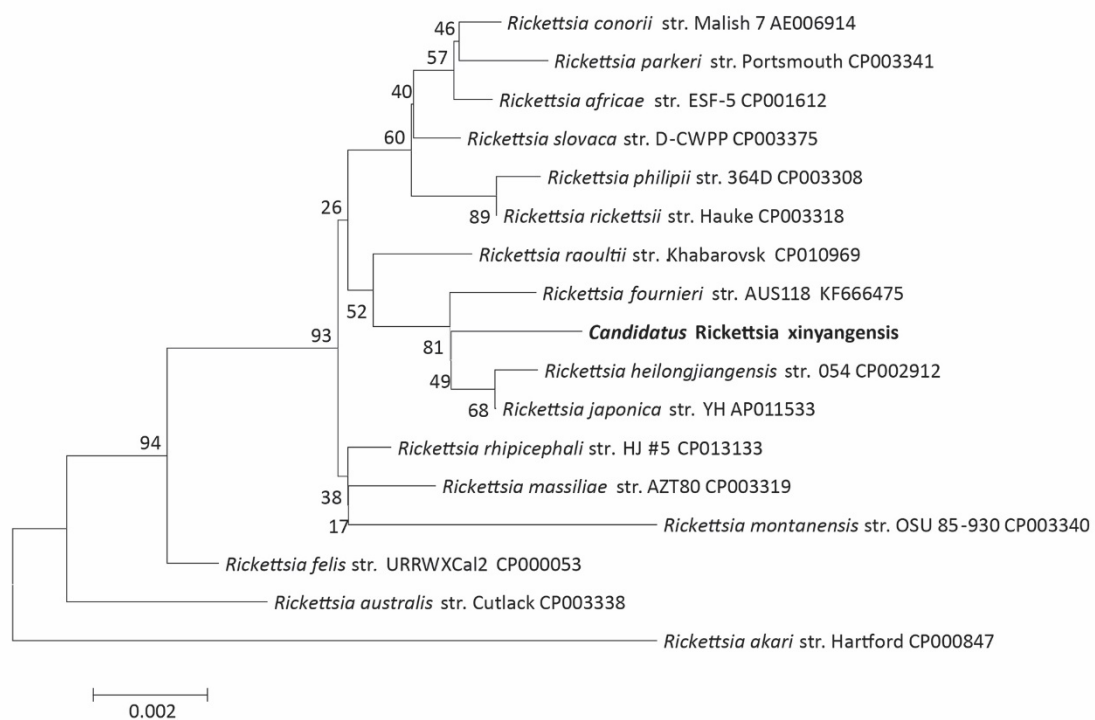 46
Rickettsia conorii str. Malish 7 AE006914
57
Rickettsia parkeri str. Portsmouth CP003341
40
Rickettsia africae str. ESF-5 CP001612
60
Rickettsia slovaca str. D-CWPP CP003375
Rickettsia philipii str. 364D CP003308
26
89
Rickettsia rickettsii str. Hauke CP003318
Rickettsia raoultii str. Khabarovsk CP010969
52
Rickettsia fournieri str. AUS118 KF666475
93
Candidatus Rickettsia xinyangensis
81
Rickettsia heilongjiangensis str. 054 CP002912
49
68
Rickettsia japonica str. YH AP011533
94
Rickettsia rhipicephali str. HJ #5 CP013133
Rickettsia massiliae str. AZT80 CP003319
38
17
Rickettsia montanensis str. OSU 85-930 CP003340
Rickettsia felis str. URRWXCal2 CP000053
Rickettsia australis str. Cutlack CP003338
Rickettsia akari str. Hartford CP000847
0.002